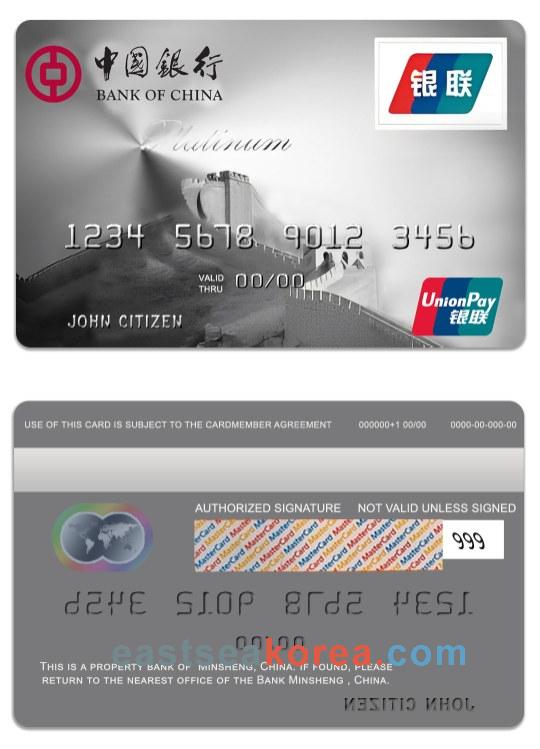 中國銀行
BANK OF CHINA
银联
Platinum
1234 5678 9012 3456
VALID THRU 00/00
UnionPay
银联
JOHN CITIZEN
USE OF THIS CARD IS SUBJECT TO THE CARDMEMBER AGREEMENT 000000+1 00/00 0000-00-000-00
AUTHORIZED SIGNATURE NOT VALID UNLESS SIGNED
MasterCard MasterCard MasterCard MasterCard
999
1234 5678 9012 3456
00/00
eastseakorea.com
THIS IS A PROPERTY BANK OF MINSHENG, CHINA. IF FOUND, PLEASE
RETURN TO THE NEAREST OFFICE OF THE BANK MINSHENG , CHINA.
JOHN CITIZEN